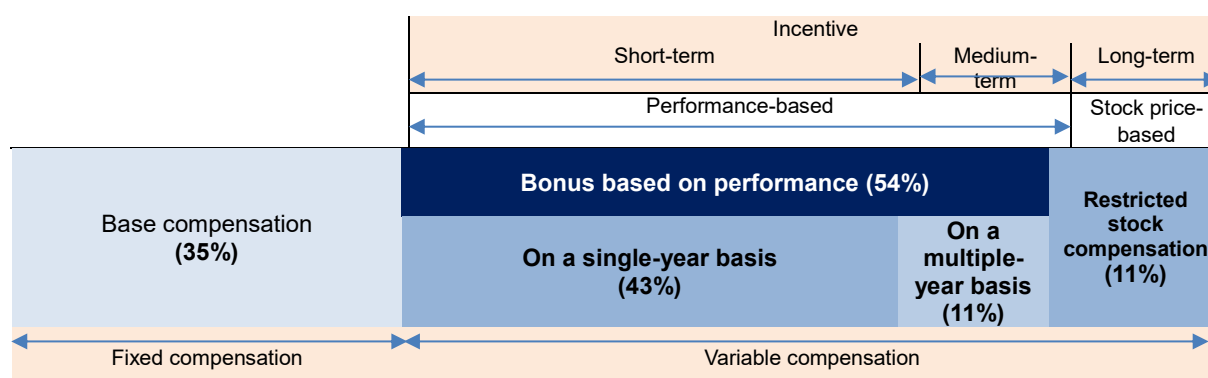 Incentive
Short-term
Medium-
term
Long-term
Performance-based
Stock price-
based
Base compensation
(35%)
Bonus based on performance (54%)
On a single-year basis
(43%)
On a
multiple-
year basis
(11%)
Restricted
stock
compensation
(11%)
Fixed compensation
Variable compensation